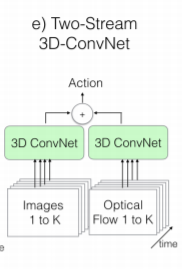 e) Two-Stream
3D-ConvNet
Action
+
3D ConvNet
3D ConvNet
Images
1 to K
Optical
Flow 1 to K
e
time